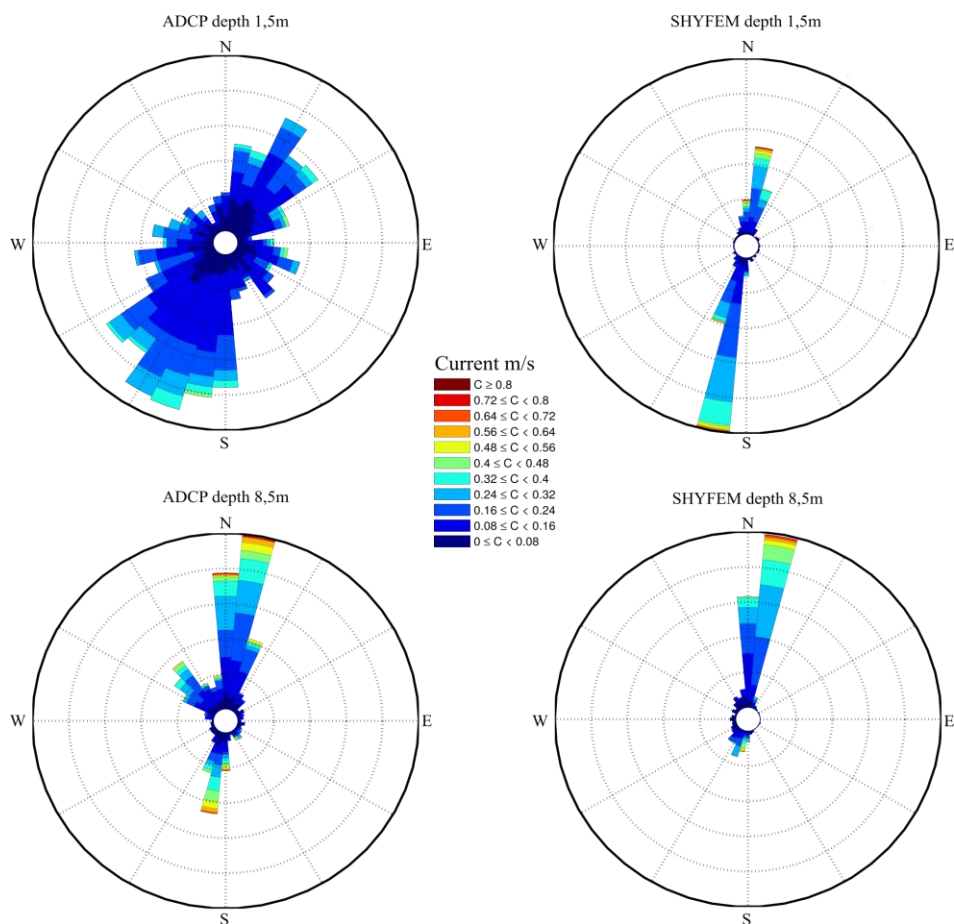 ADCP depth 1,5m
N
W
E
S
SHYFEM depth 1,5m
N
W
E
S
Current m/s
C ≥ 0.8
0.72 ≤ C < 0.8
0.64 ≤ C < 0.72
0.56 ≤ C < 0.64
0.48 ≤ C < 0.56
0.4 ≤ C < 0.48
0.32 ≤ C < 0.4
0.24 ≤ C < 0.32
0.16 ≤ C < 0.24
0.08 ≤ C < 0.16
0 ≤ C < 0.08
ADCP depth 8,5m
N
W
E
S
SHYFEM depth 8,5m
N
W
E
S